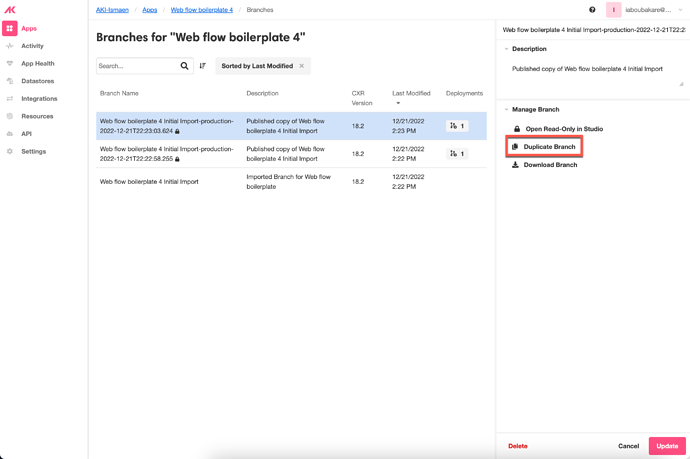 AKI-Ismaen / Apps / Web flow boilerplate 4 / Branches
I iaboubakare@...
Apps
Activity
App Health
Datastores
Integrations
Resources
API
Settings
Branches for "Web flow boilerplate 4"
Search...
Sorted by Last Modified ×
Branch Name Description CXR Version Last Modified Deployments
Web flow boilerplate 4 Initial Import-production-
2022-12-21T22:23:03.624
Published copy of Web flow
boilerplate 4 Initial Import
18.2
12/21/2022
2:23 PM
1
Web flow boilerplate 4 Initial Import-production-
2022-12-21T22:22:58.255
Published copy of Web flow
boilerplate 4 Initial Import
18.2
12/21/2022
2:22 PM
1
Web flow boilerplate 4 Initial Import
Imported Branch for Web flow
boilerplate
18.2
12/21/2022
2:22 PM
Web flow boilerplate 4 Initial Import-production-2022-12-21T22:2
Description
Published copy of Web flow boilerplate 4 Initial Import
Manage Branch
Open Read-Only in Studio
Duplicate Branch
Download Branch
Delete Cancel Update